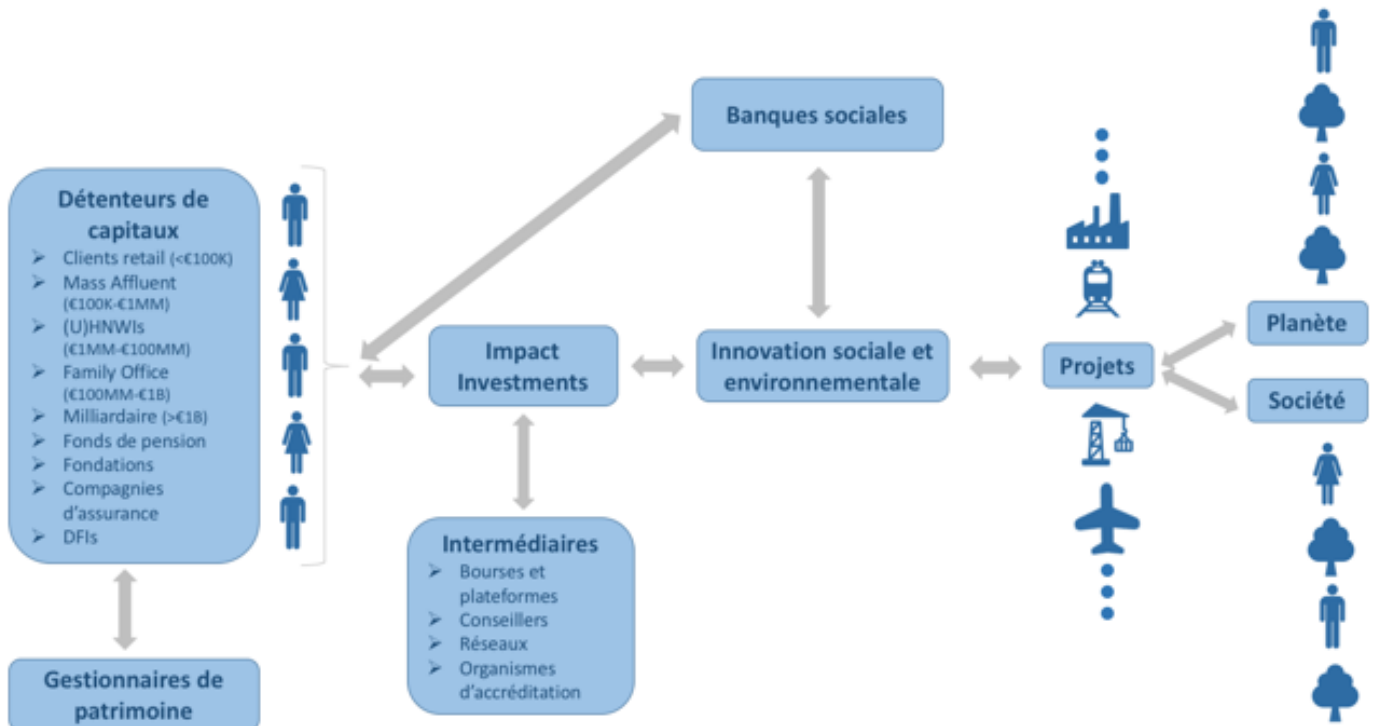 Banques sociales
Détenteurs de
capitaux
➢ Clients retail (<€100K)
➢ Mass Affluent
(€100K-€1MM)
➢ (U)HNWIs
(€1MM-€100MM)
➢ Family Office
(€100MM-€1B)
➢ Milliardaire (>€1B)
➢ Fonds de pension
➢ Fondations
➢ Compagnies
d'assurance
➢ DFIs
Gestionnaires de
patrimoine
Impact
Investments
Intermédiaires
➢ Bourses et
plateformes
➢ Conseillers
➢ Réseaux
➢ Organismes
d'accréditation
Innovation sociale et
environnementale
Projets
Planète
Société